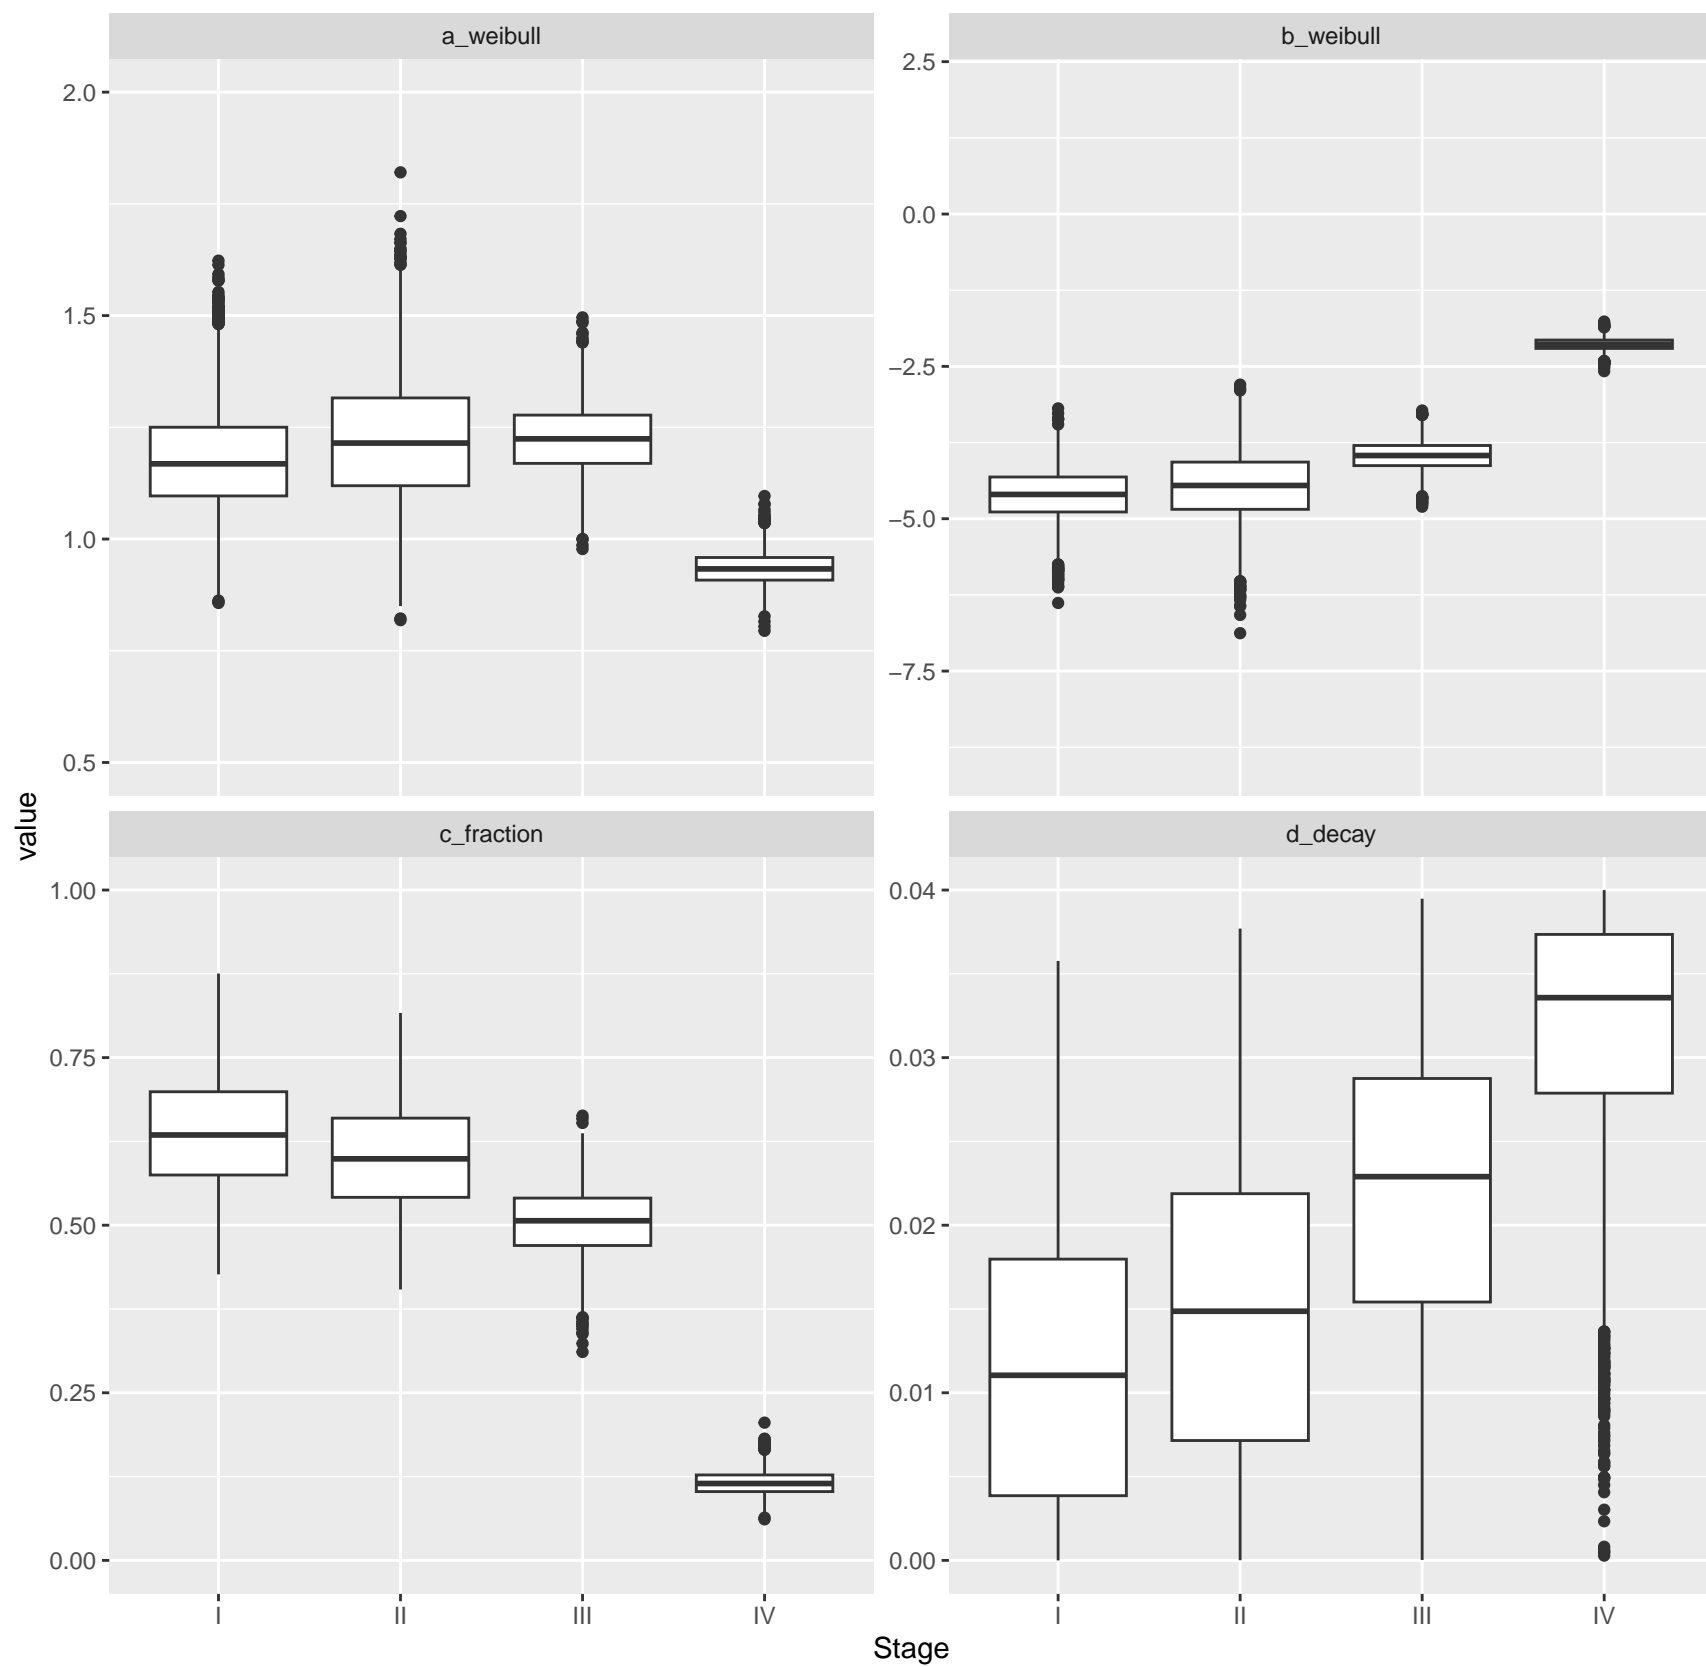 a_weibull
b_weibull
2.0
1.5
1.0
0.5
2.5
0.0
−2.5
−5.0
−7.5
value
c_fraction
d_decay
1.00
0.75
0.50
0.25
0.00
0.04
0.03
0.02
0.01
0.00
I II III IV
I II III IV
Stage